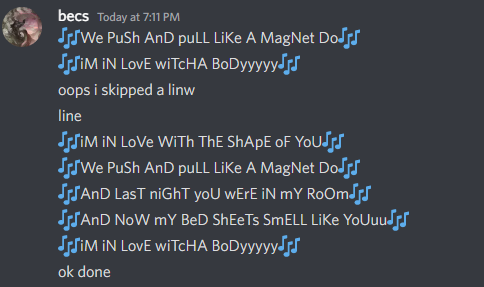 becs Today at 7:11 PM
🎶We PuSh AnD puLL LiKe A MagNet Do🎶
🎶iM iN LovE wiTcHA BoDyyyyy🎶
oops i skipped a linw
line
🎶iM iN LoVe WiTh ThE ShApE oF YoU🎶
🎶We PuSh AnD puLL LiKe A MagNet Do🎶
🎶AnD LasT niGhT yoU wErE iN mY RoOm🎶
🎶AnD NoW mY BeD ShEeTs SmELL LiKe YoUuu🎶
🎶iM iN LovE wiTcHA BoDyyyyy🎶
ok done